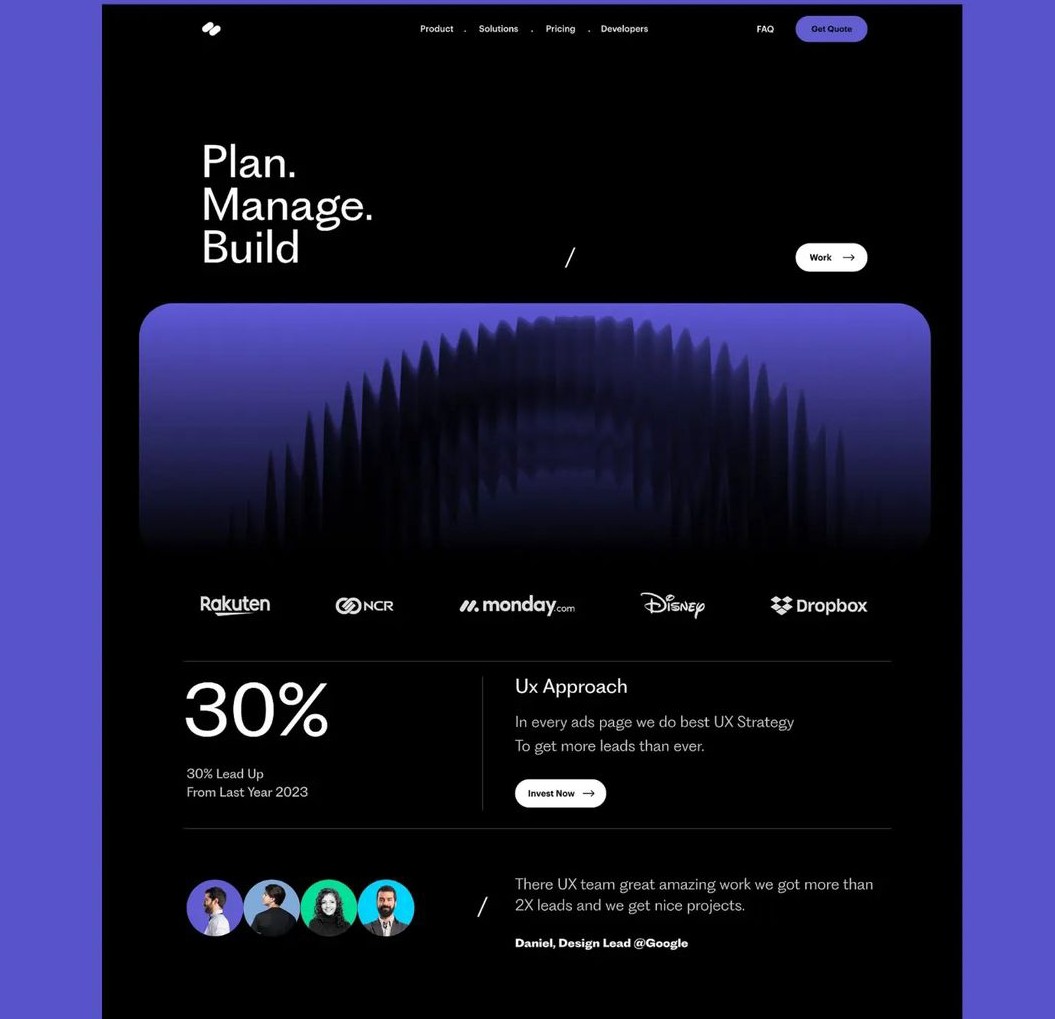 Product . Solutions . Pricing . Developers FAQ Get Quote
Plan.
Manage.
Build
/
Work →
Rakuten NCR monday.com Disney Dropbox
30%
30% Lead Up
From Last Year 2023
Ux Approach
In every ads page we do best UX Strategy
To get more leads than ever.
Invest Now →
/
There UX team great amazing work we got more than
2X leads and we get nice projects.
Daniel, Design Lead @Google